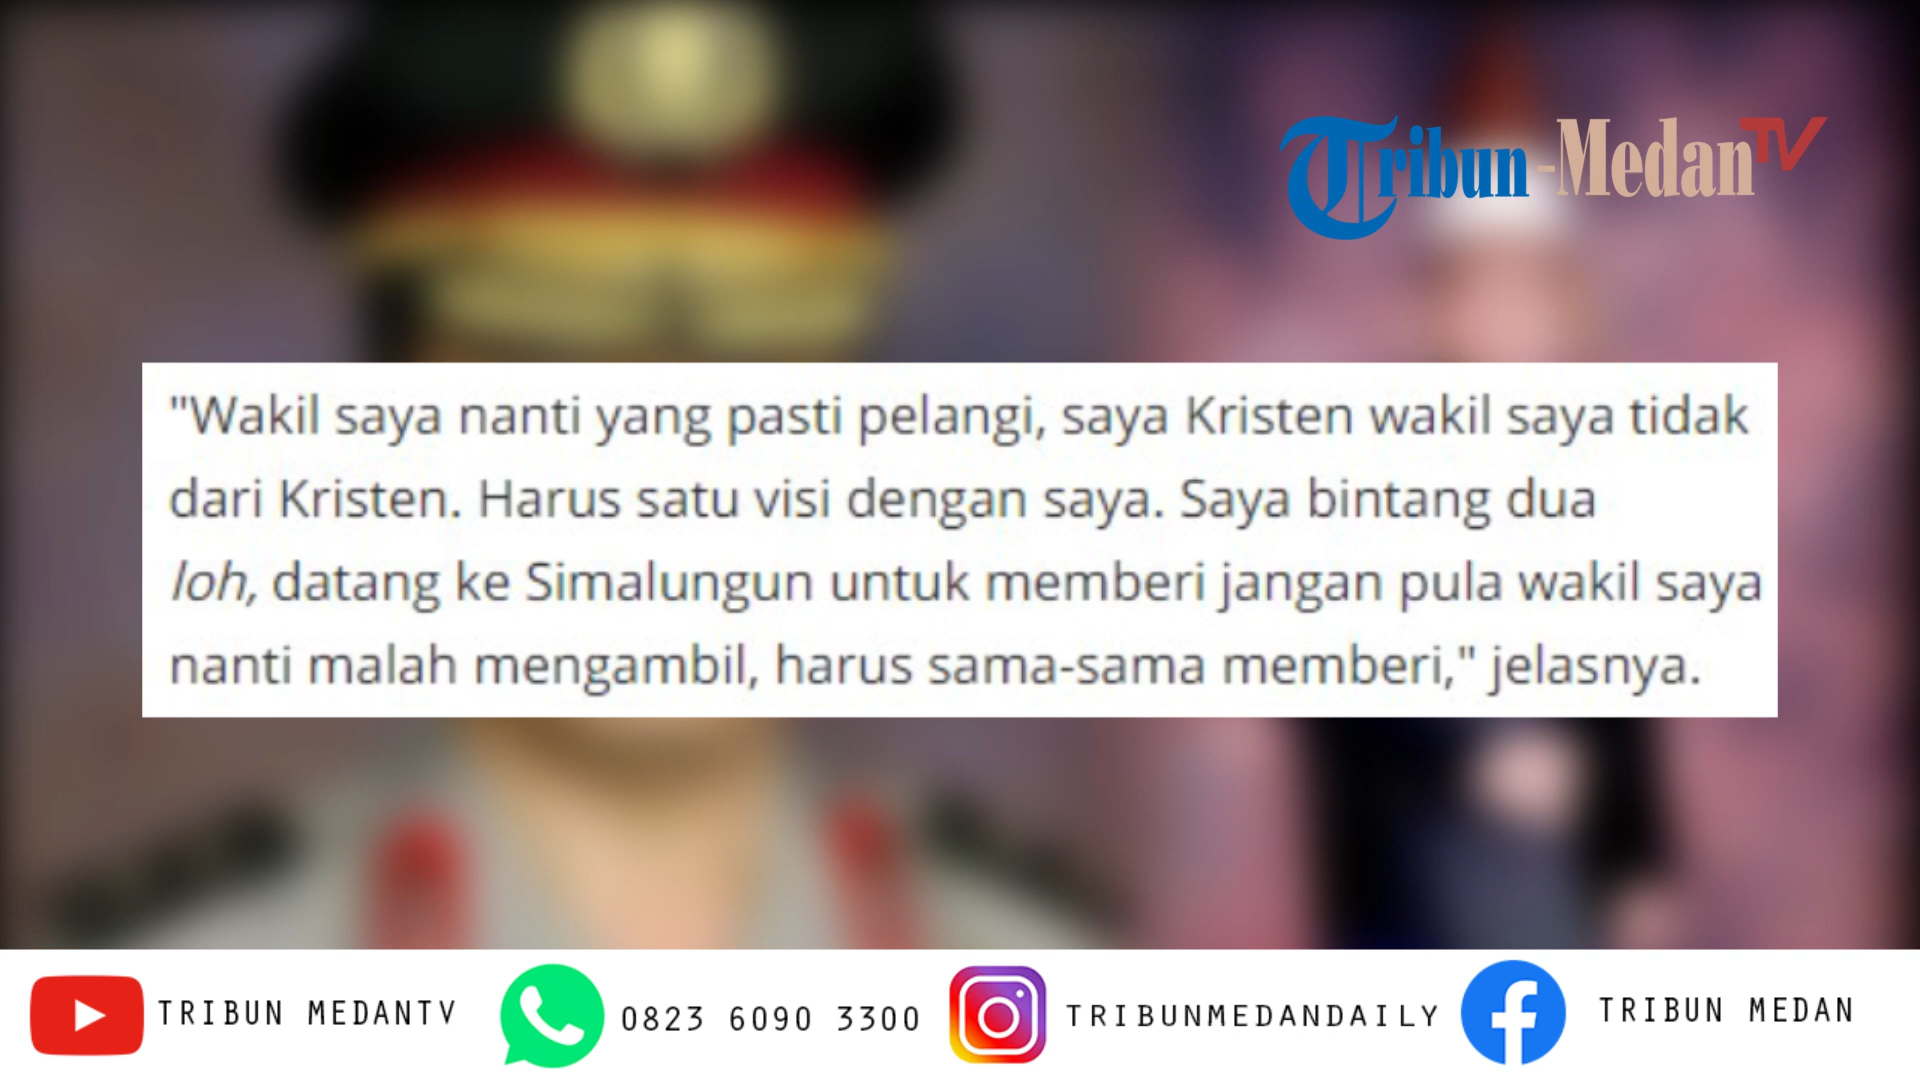 Tribun-Medan TV
"Wakil saya nanti yang pasti pelangi, saya Kristen wakil saya tidak
dari Kristen. Harus satu visi dengan saya. Saya bintang dua
loh, datang ke Simalungun untuk memberi jangan pula wakil saya
nanti malah mengambil, harus sama-sama memberi," jelasnya.
TRIBUN MEDANTV
0823 6090 3300
TRIBUNMEDANDAILY
TRIBUN MEDAN